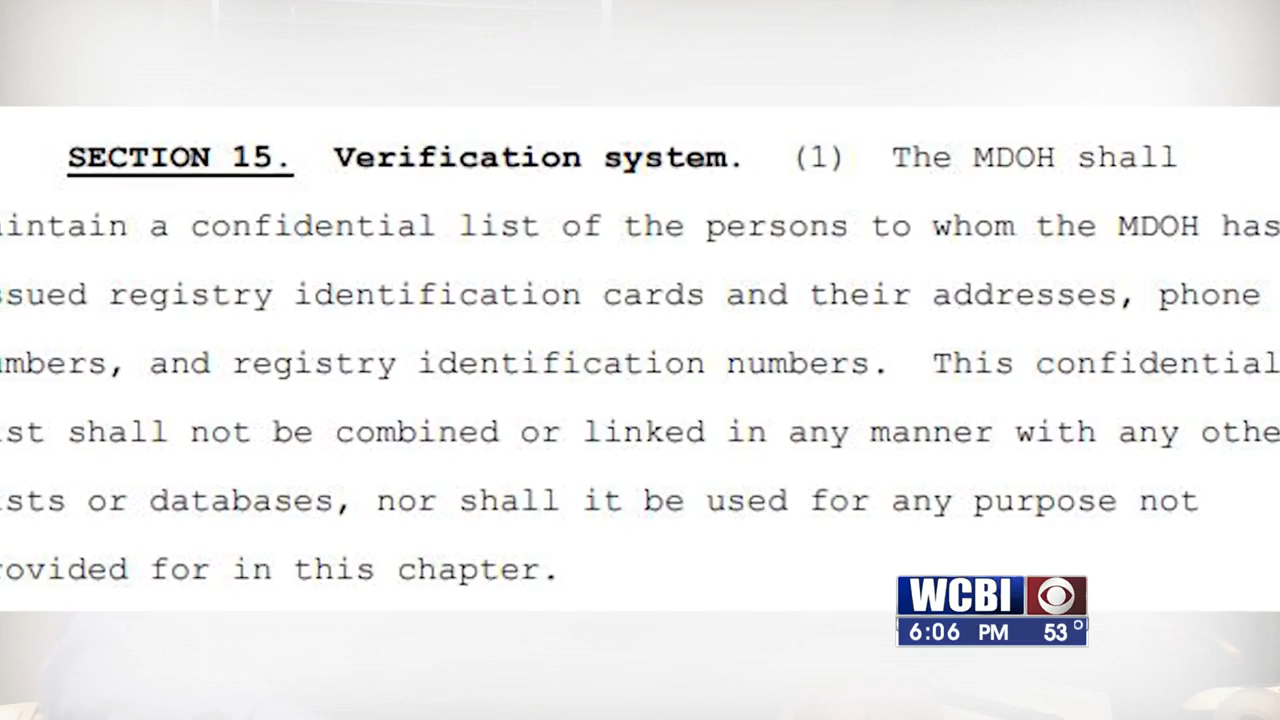 SECTION 15. Verification system. (1) The MDOH shall
intain a confidential list of the persons to whom the MDOH has
ssued registry identification cards and their addresses, phone
mbers, and registry identification numbers. This confidential
st shall not be combined or linked in any manner with any othe
sts or databases, nor shall it be used for any purpose not
rovided for in this chapter.
WCBI
6:06 PM 53°